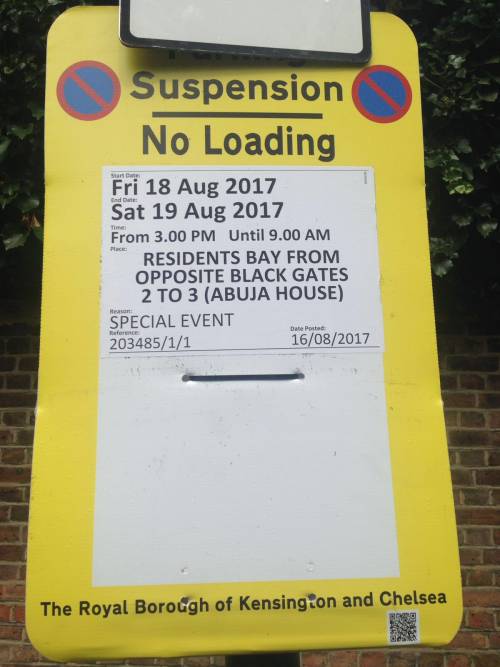 Parking
Suspension
No Loading
Start Date:
Fri 18 Aug 2017
End Date:
Sat 19 Aug 2017
Time:
From 3.00 PM Until 9.00 AM
Place:
RESIDENTS BAY FROM
OPPOSITE BLACK GATES
2 TO 3 (ABUJA HOUSE)
Reason:
SPECIAL EVENT
Reference:
203485/1/1
Date Posted:
16/08/2017
The Royal Borough of Kensington and Chelsea